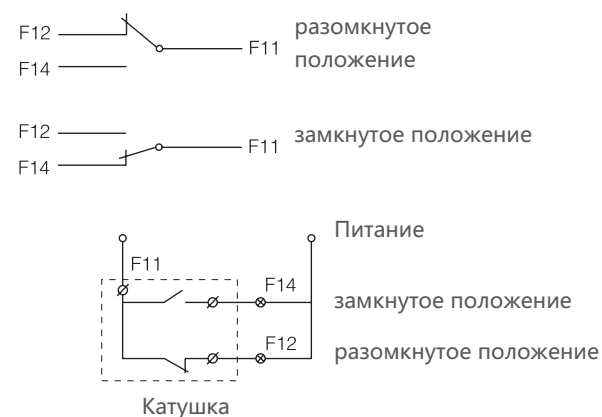 F12
F11
разомкнутое
положение
F14
F12
F11
замкнутое положение
F14
Питание
F11
F14
замкнутое положение
F12
разомкнутое положение
Катушка